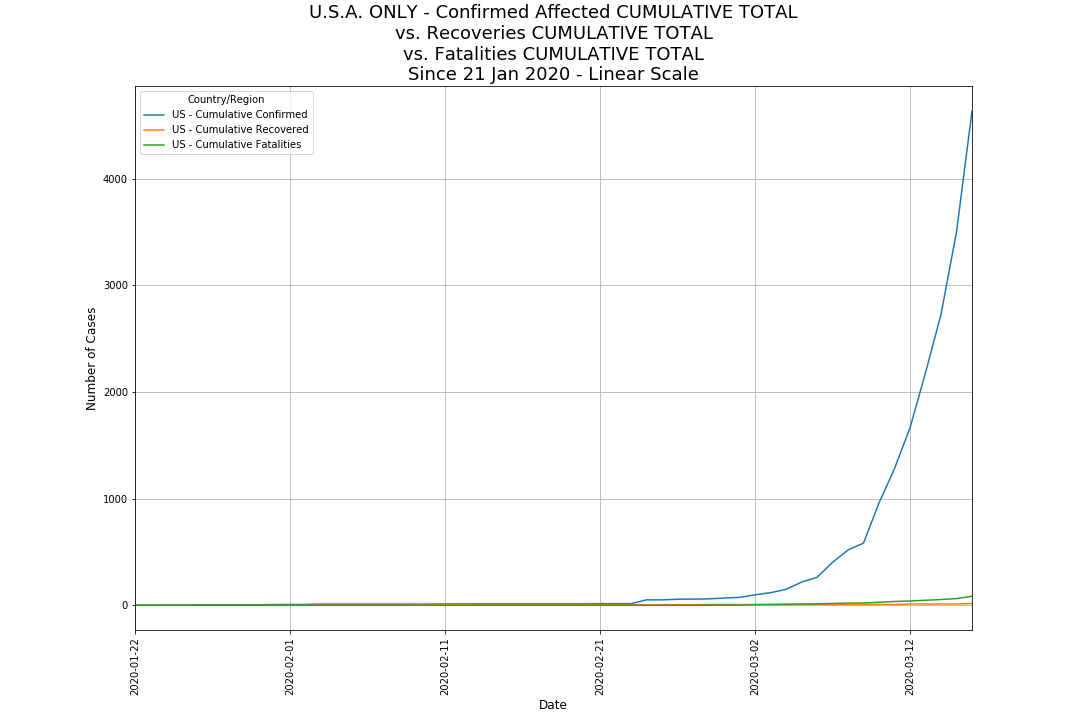 U.S.A. ONLY - Confirmed Affected CUMULATIVE TOTAL
vs. Recoveries CUMULATIVE TOTAL
vs. Fatalities CUMULATIVE TOTAL
Since 21 Jan 2020 - Linear Scale
Country/Region
US - Cumulative Confirmed
US - Cumulative Recovered
US - Cumulative Fatalities
Number of Cases
4000
3000
2000
1000
0
2020-01-22
2020-02-01
2020-02-11
2020-02-21
2020-03-02
2020-03-12
Date